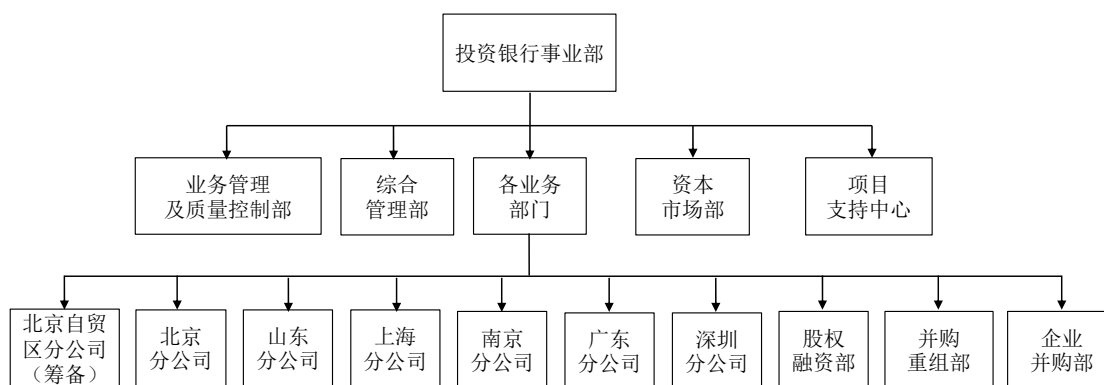 投资银行事业部
业务管理
及质量控制部
综合
管理部
各业务
部门
资本
市场部
项目
支持中心
北京自贸
区分公司
（筹备）
北京
分公司
山东
分公司
上海
分公司
南京
分公司
广东
分公司
深圳
分公司
股权
融资部
并购
重组部
企业
并购部